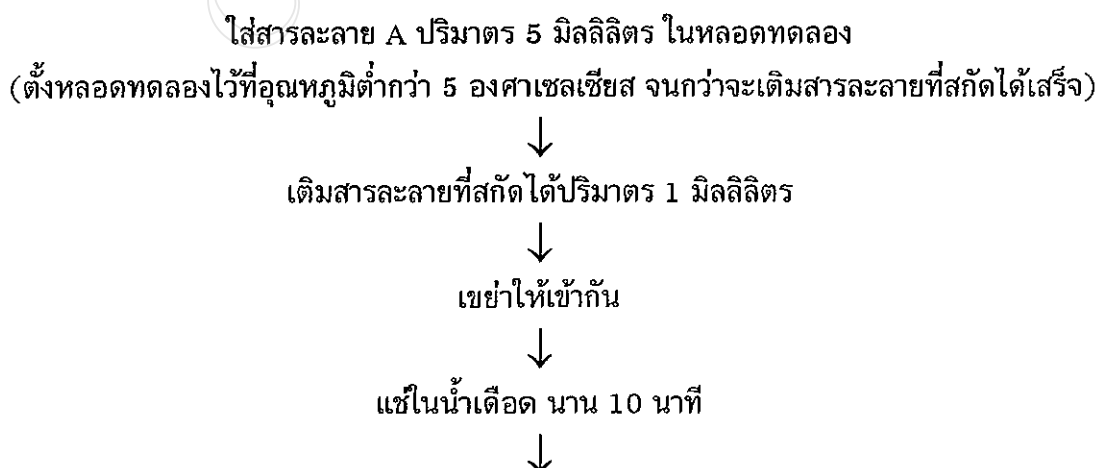 ใส่สารละลาย A ปริมาตร 5 มิลลิลิตร ในหลอดทดลอง
(ตั้งหลอดทดลองไว้ที่อุณหภูมิต่ำกว่า 5 องศาเซลเซียส จนกว่าจะเติมสารละลายที่สกัดได้เสร็จ)
เติมสารละลายที่สกัดได้ปริมาตร 1 มิลลิลิตร
เขย่าให้เข้ากัน
แช่ในน้ำเดือด นาน 10 นาที